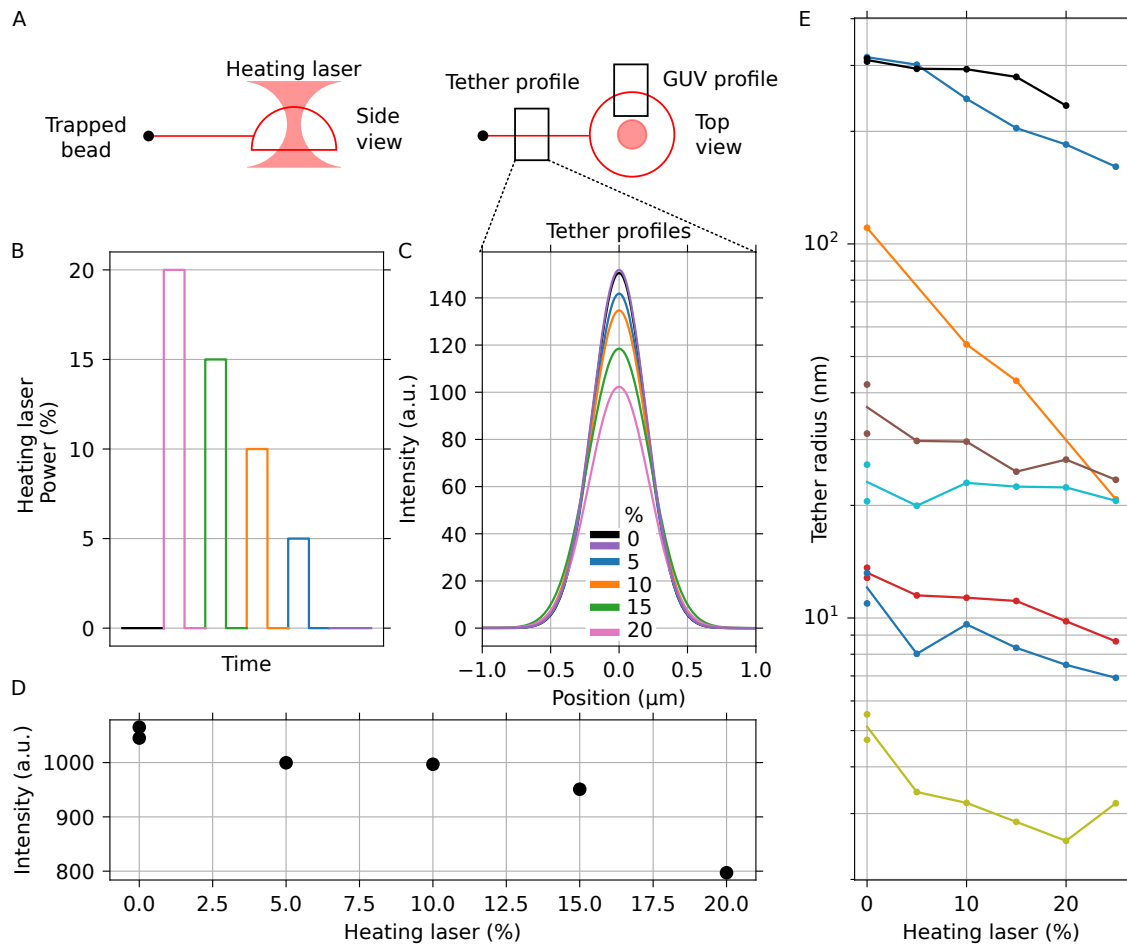 A
Heating laser
Trapped
bead
Side
view
Tether profile
GUV profile
Top
view
B
Heating laser
Power (%)
20
15
10
5
0
Time
C
Tether profiles
Intensity (a.u.)
140
120
100
80
60
40
20
0
%
0
5
10
15
20
−1.0
−0.5
0.0
0.5
1.0
Position (μm)
D
Intensity (a.u.)
1000
900
800
0.0
2.5
5.0
7.5
10.0
12.5
15.0
17.5
20.0
Heating laser (%)
E
Tether radius (nm)
10²
10¹
0
10
20
Heating laser (%)